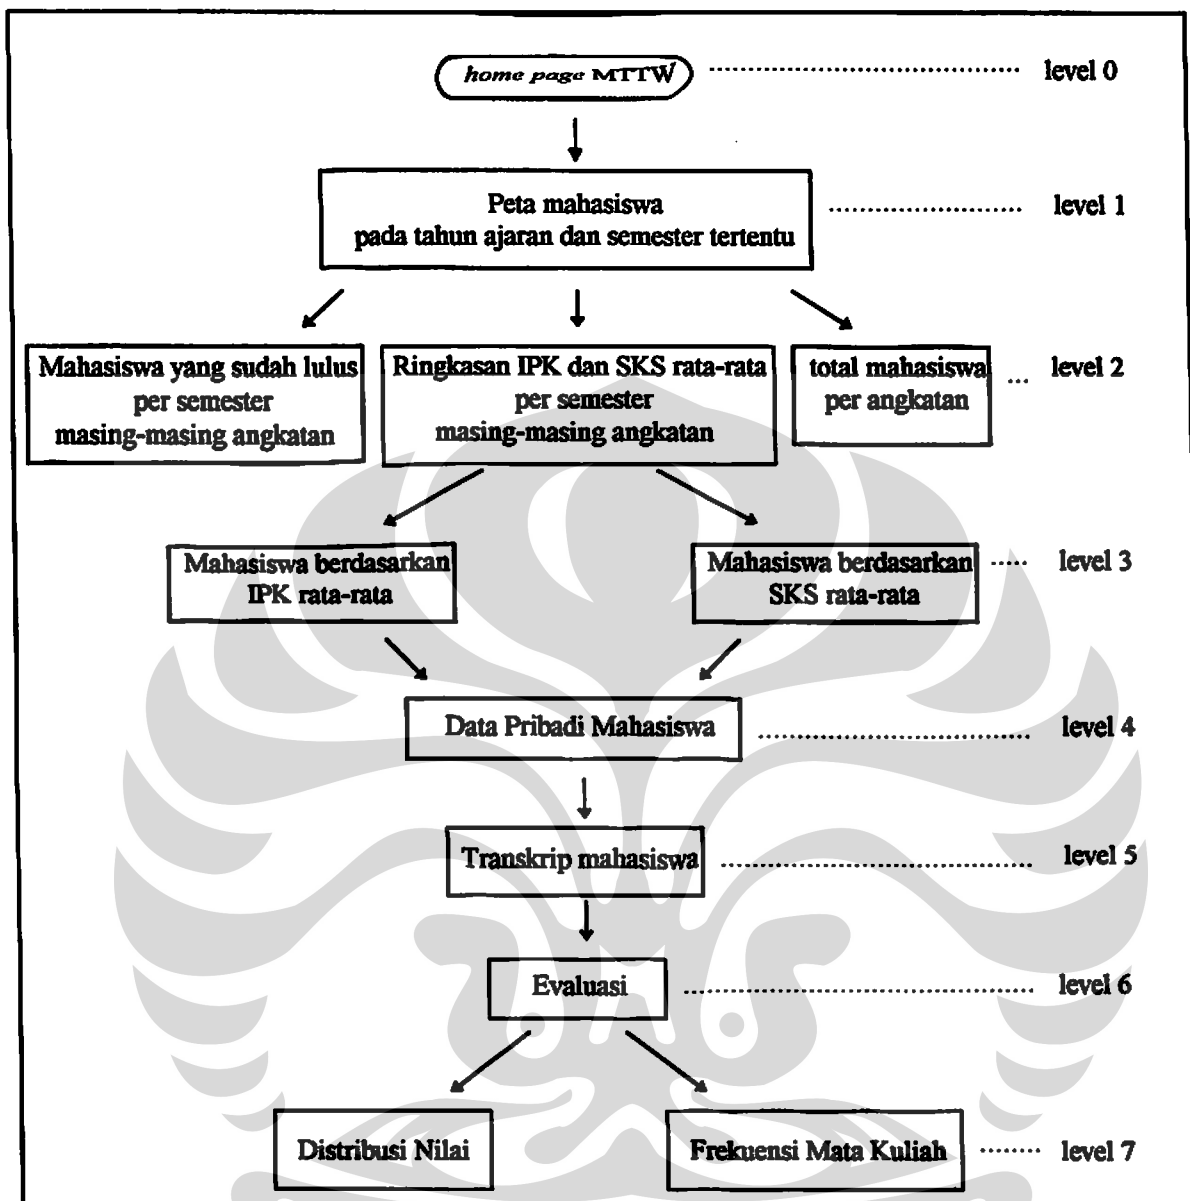 home page MTTW level 0
Peta mahasiswa
pada tahun ajaran dan semester tertentu
level 1
Mahasiswa yang sudah lulus
per semester
masing-masing angkatan
Ringkasan IPK dan SKS rata-rata
per semester
masing-masing angkatan
total mahasiswa
per angkatan
level 2
Mahasiswa berdasarkan
IPK rata-rata
Mahasiswa berdasarkan
SKS rata-rata
level 3
Data Pribadi Mahasiswa level 4
Transkrip mahasiswa level 5
Evaluasi level 6
Distribusi Nilai
Frekuensi Mata Kuliah
level 7